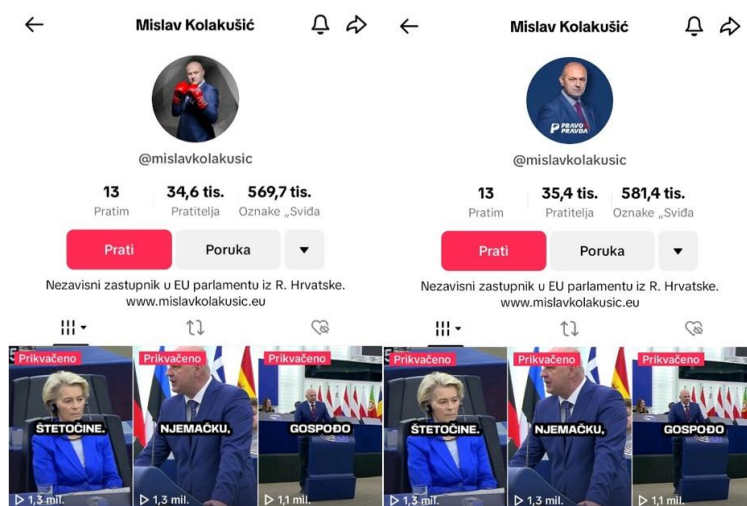 Mislav Kolakušić
@mislavkolakusic
13
Pratim
34,6 tis.
Pratitelja
569,7 tis.
Oznake „Sviđa
Prati
Poruka
Nezavisni zastupnik u EU parlamentu iz R. Hrvatske.
www.mislavkolakusic.eu
Prikvačeno
ŠTETOČINE.
1,3 mil.
Prikvačeno
NJEMAČKU,
1,3 mil.
Prikvačeno
GOSPOĐO
1,1 mil.
Mislav Kolakušić
PRAVO
PRAVDA
@mislavkolakusic
13
Pratim
35,4 tis.
Pratitelja
581,4 tis.
Oznake „Sviđa
Prati
Poruka
Nezavisni zastupnik u EU parlamentu iz R. Hrvatske.
www.mislavkolakusic.eu
Prikvačeno
ŠTETOČINE.
1,3 mil.
Prikvačeno
NJEMAČKU,
1,3 mil.
Prikvačeno
GOSPOĐO
1,1 mil.